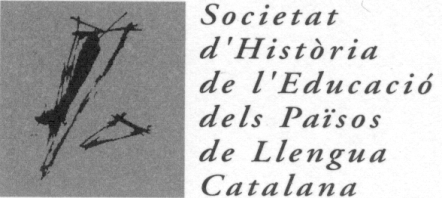 Societat
d'Història
de l'Educació
dels Països
de Llengua
Catalana